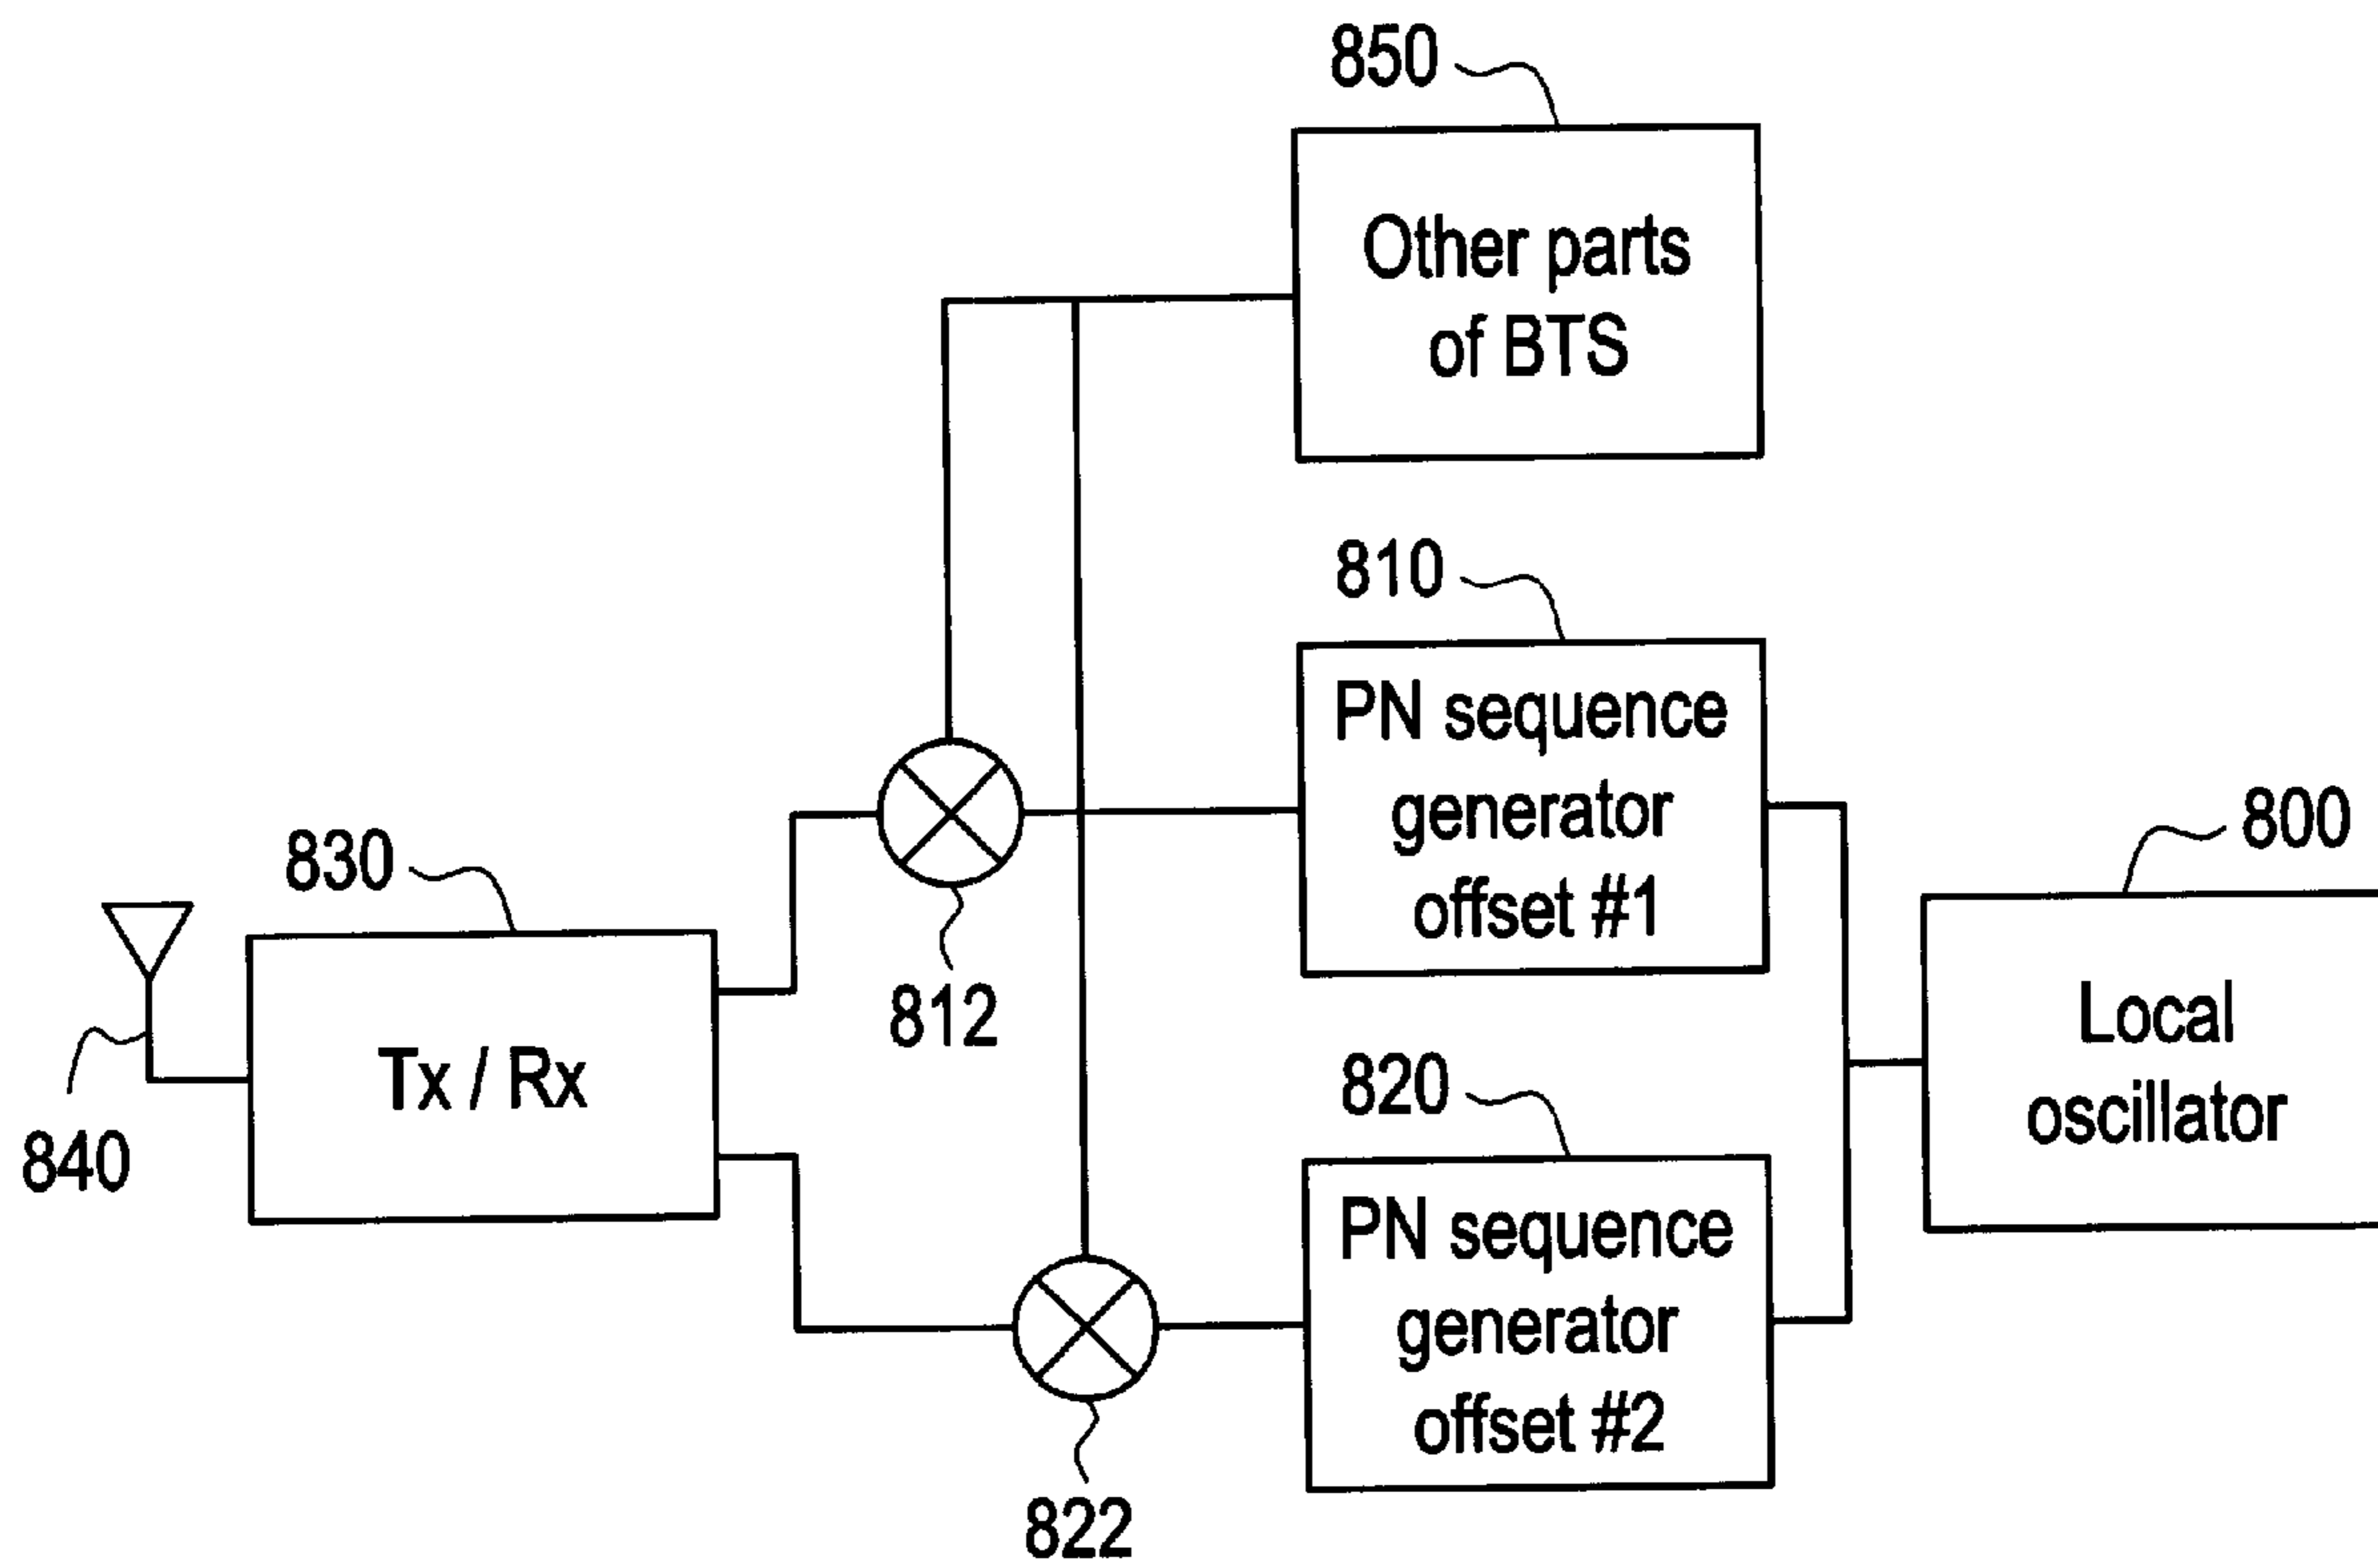 850
Other parts
of BTS
810
PN sequence
generator
offset #1
800
Local
oscillator
830
Tx / Rx
840
812
820
PN sequence
generator
offset #2
822